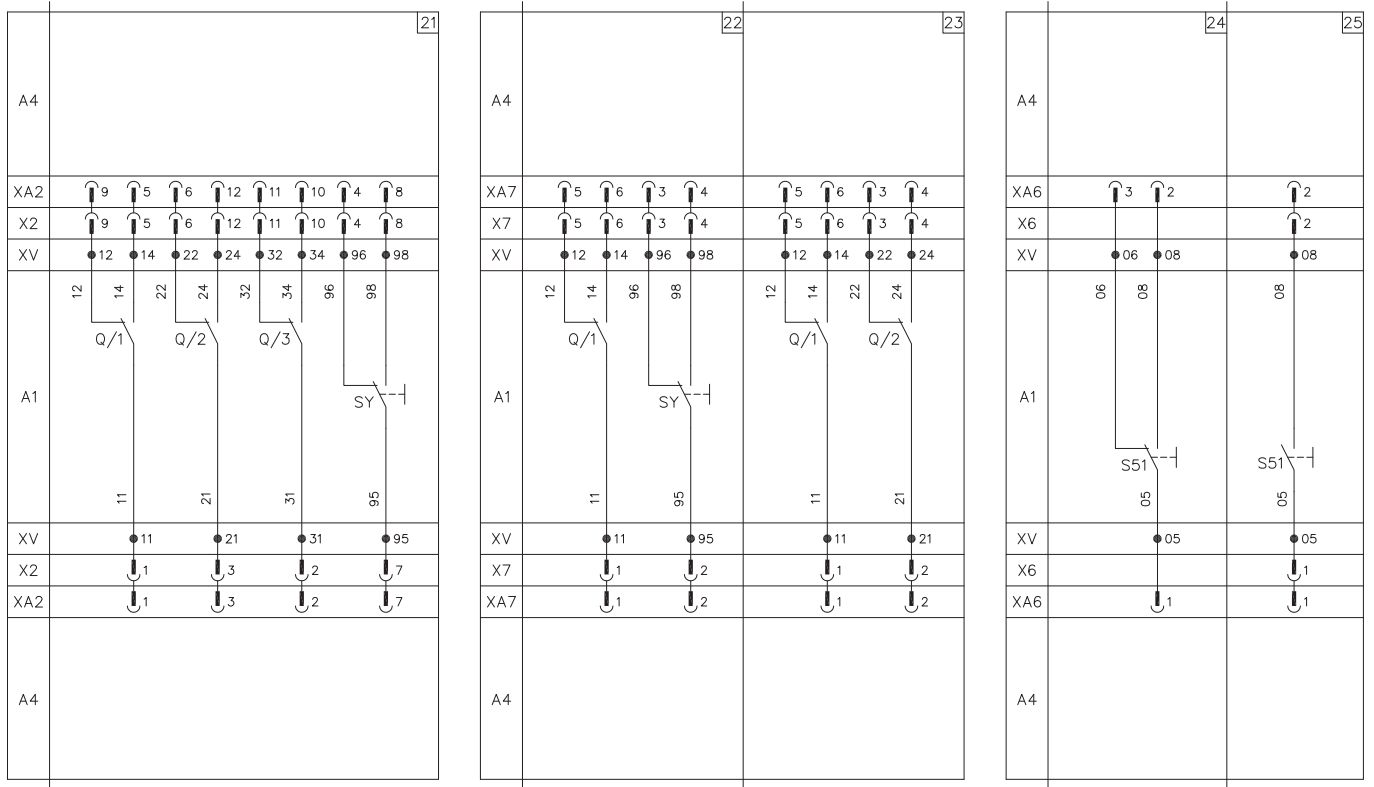 21 22 23 24 25
A4 A4 A4
XA2 9 5 6 12 11 10 4 8 XA7 5 6 3 4 5 6 3 4 XA6 3 2 2
X2 9 5 6 12 11 10 4 8 X7 5 6 3 4 5 6 3 4 X6 2
XV 12 14 22 24 32 34 96 98 XV 12 14 96 98 12 14 22 24 XV 06 08 08
12 14 22 24 32 34 96 98 12 14 96 98 12 14 22 24 06 08 08
Q/1 Q/2 Q/3 Q/1 Q/1 Q/2
A1 SY A1 SY A1
S51 S51
11 21 31 95 11 95 11 21 05 05
XV 11 21 31 95 XV 11 95 11 21 XV 05 05
X2 1 3 2 7 X7 1 2 1 2 X6 1
XA2 1 3 2 7 XA7 1 2 1 2 XA6 1 1
A4 A4 A4